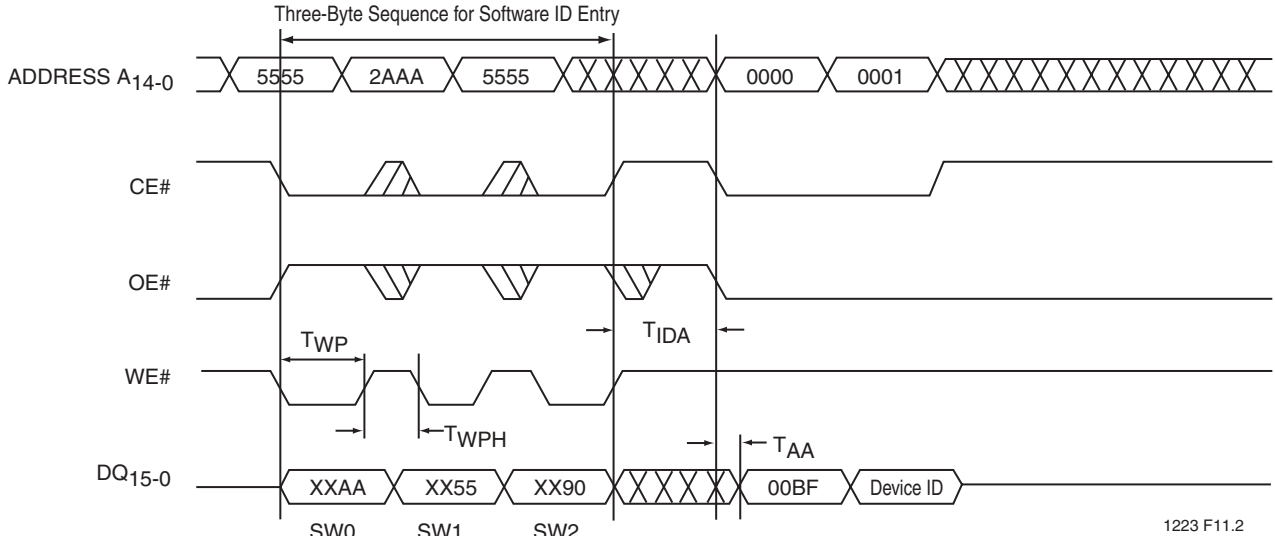 Three-Byte Sequence for Software ID Entry
ADDRESS A14-0
5555 2AAA 5555 0000 0001
CE#
OE#
TIDA
TWP
WE#
TWPH
TAA
DQ15-0
XXAA XX55 XX90 00BF Device ID
SW0 SW1 SW2
1223 F11.2